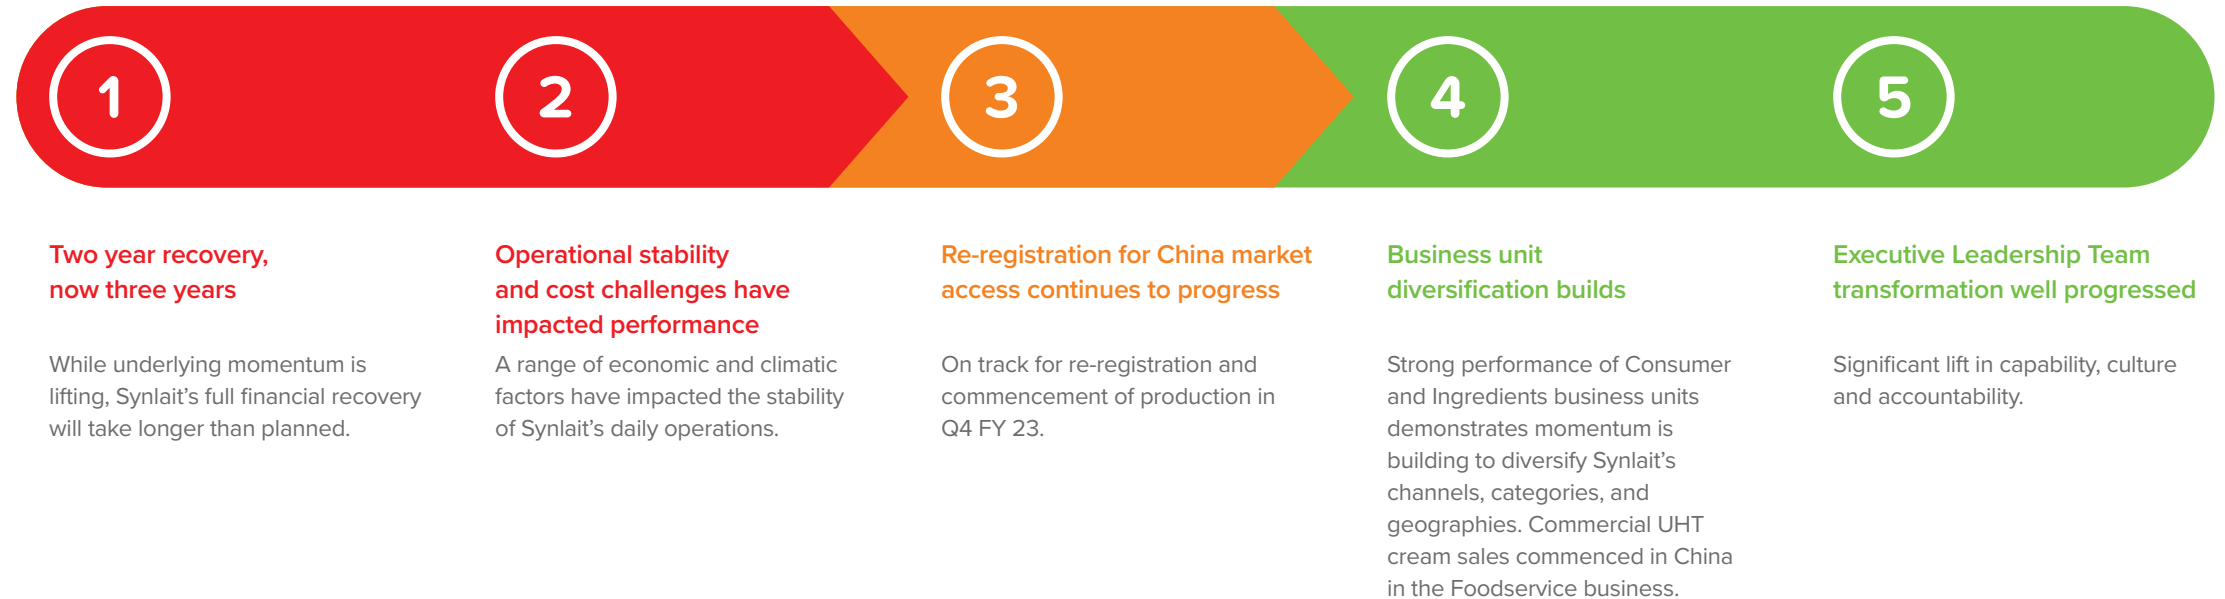 1
2
3
4
5
Two year recovery,
now three years
While underlying momentum is
lifting, Synlait's full financial recovery
will take longer than planned.
Operational stability
and cost challenges have
impacted performance
A range of economic and climatic
factors have impacted the stability
of Synlait's daily operations.
Re-registration for China market
access continues to progress
On track for re-registration and
commencement of production in
Q4 FY 23.
Business unit
diversification builds
Strong performance of Consumer
and Ingredients business units
demonstrates momentum is
building to diversify Synlait's
channels, categories, and
geographies. Commercial UHT
cream sales commenced in China
in the Foodservice business.
Executive Leadership Team
transformation well progressed
Significant lift in capability, culture
and accountability.